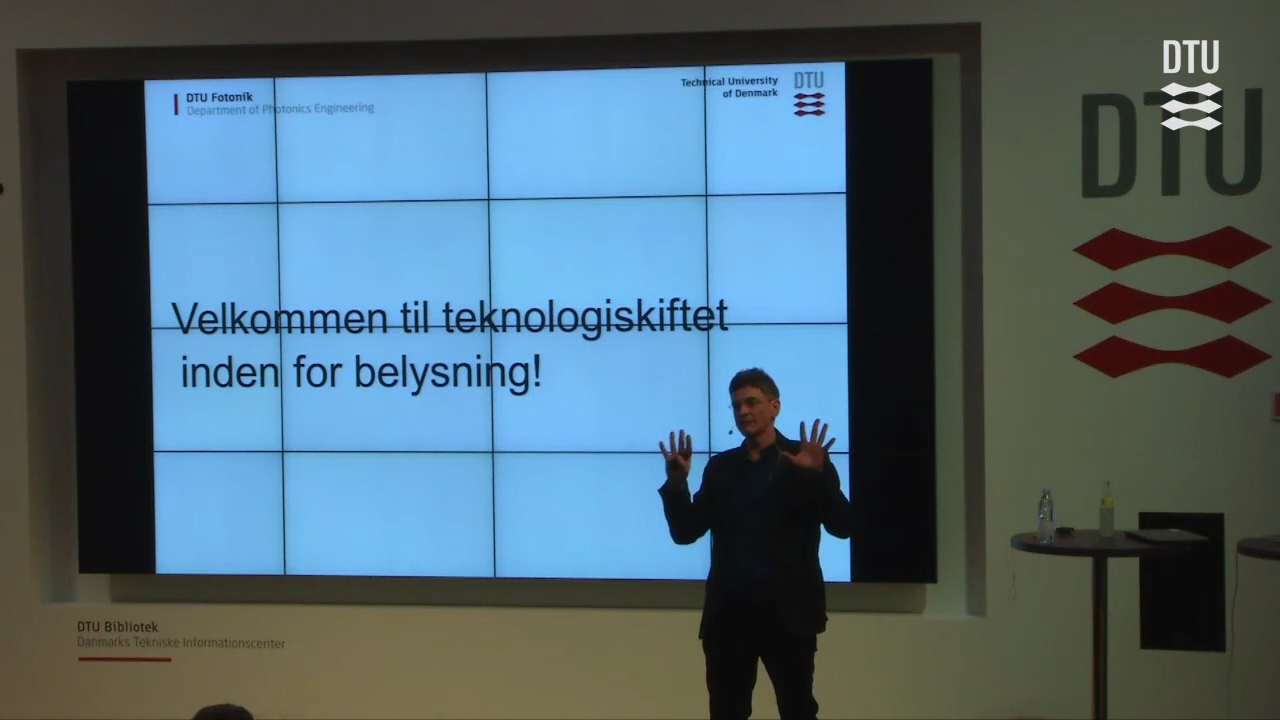 DTU Fotonik
Department of Photonics Engineering
Technical University
of Denmark
DTU
Velkommen til teknologiskiftet
inden for belysning!
DTU
DTU
DTU Bibliotek
Danmarks Tekniske Informationscenter